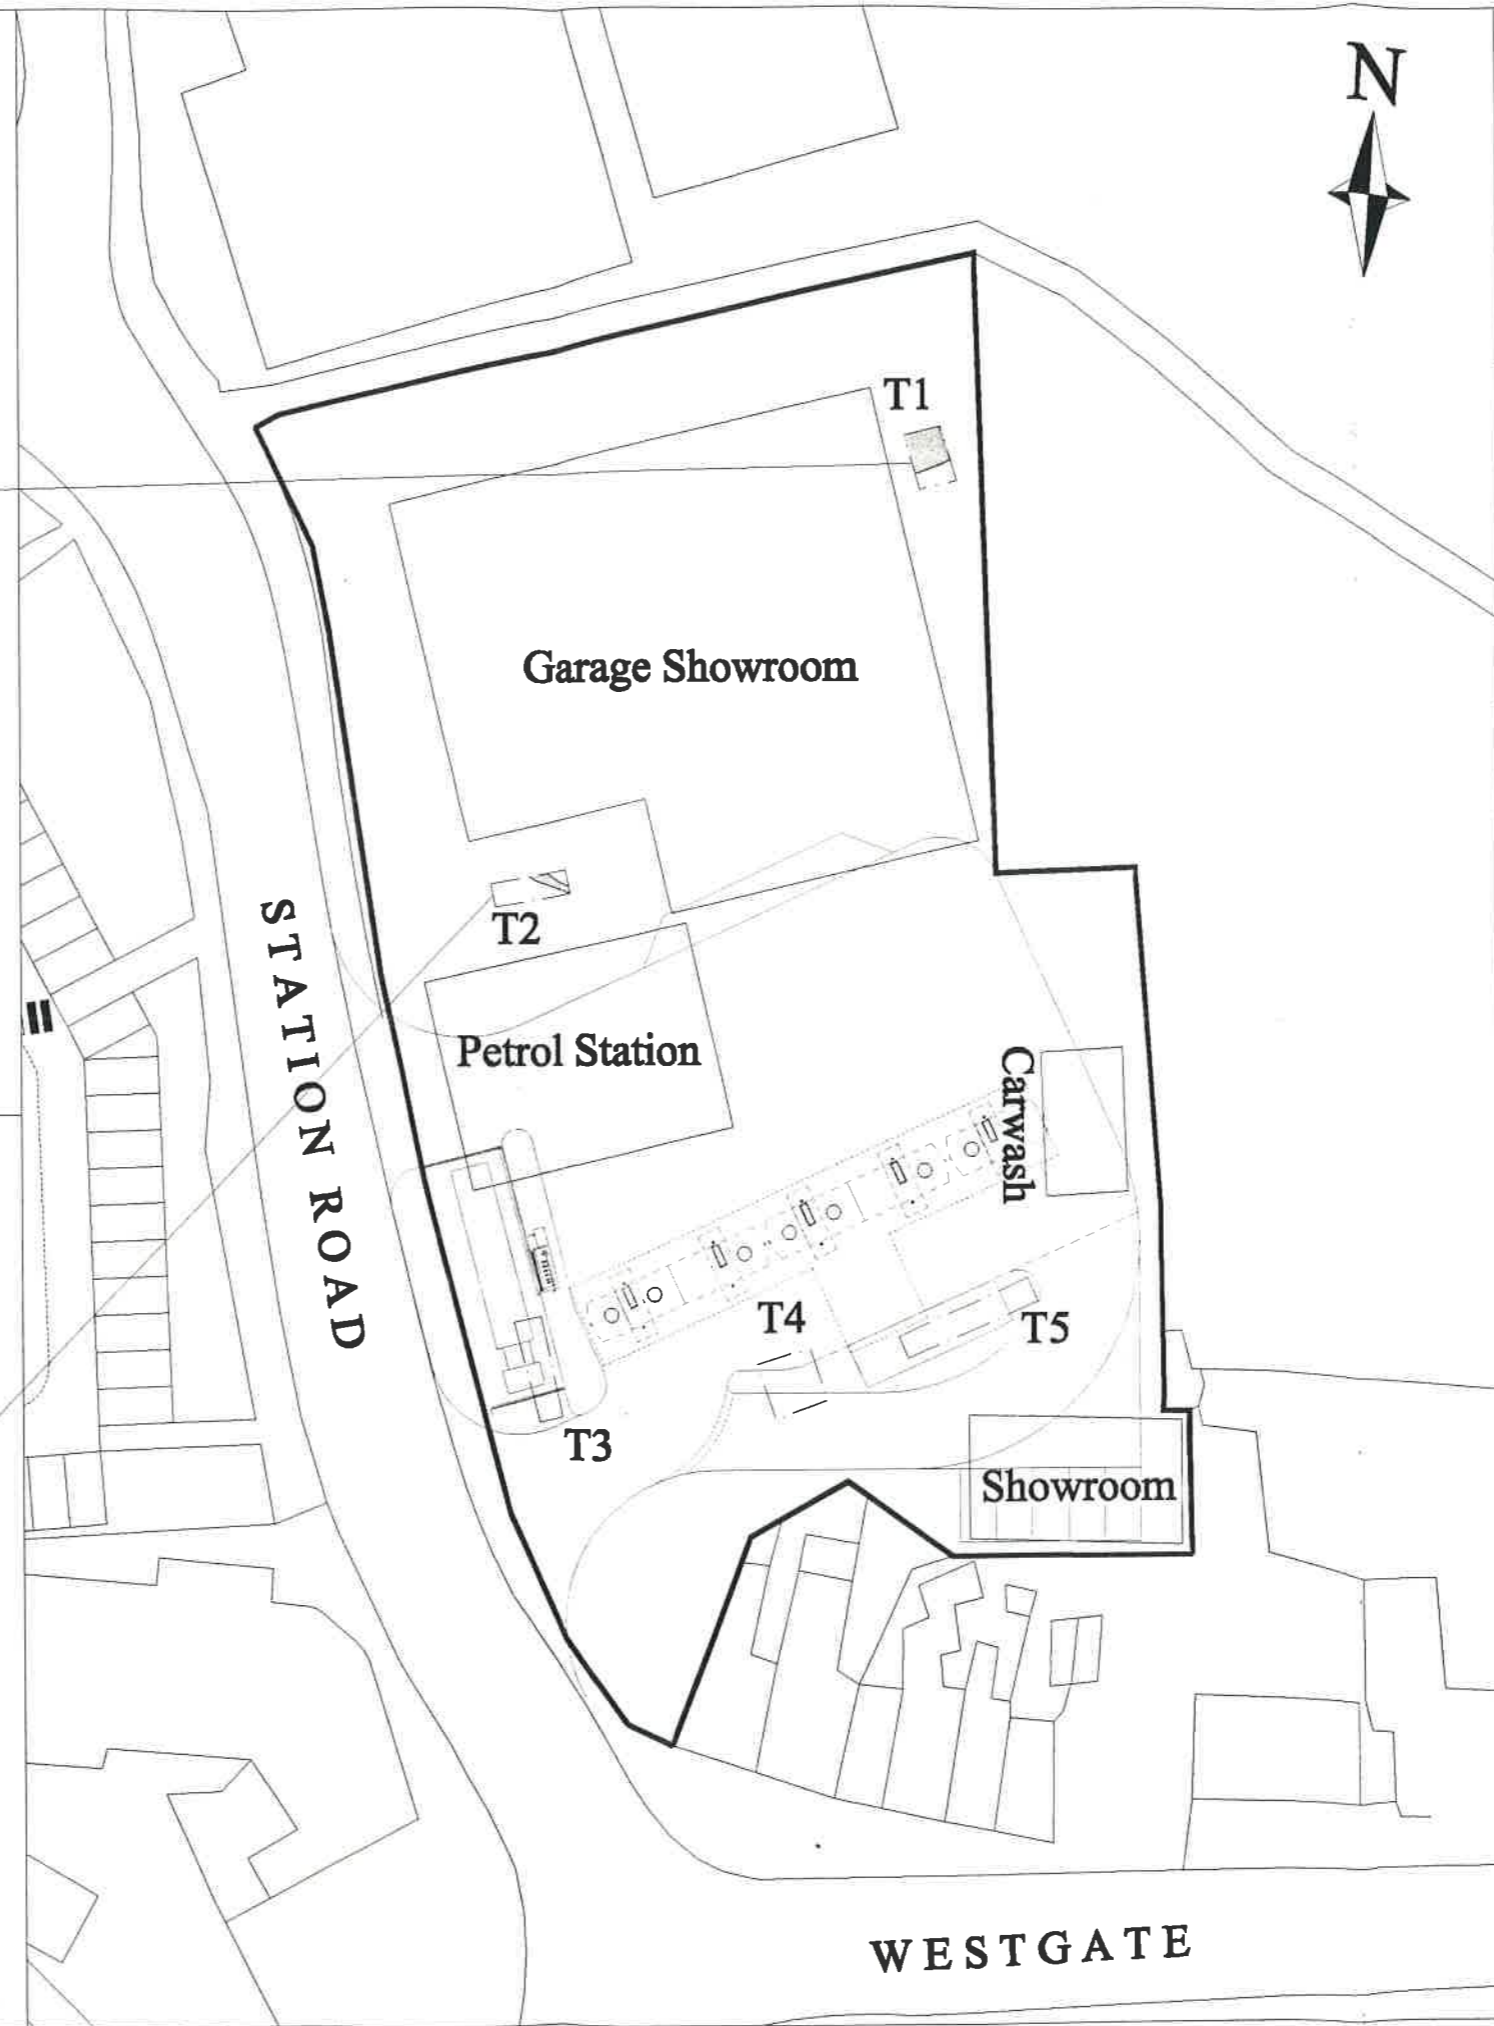 N
T1
Garage Showroom
T2
STATION ROAD
Petrol Station
Carwash
T4
T5
T3
Showroom
WESTGATE